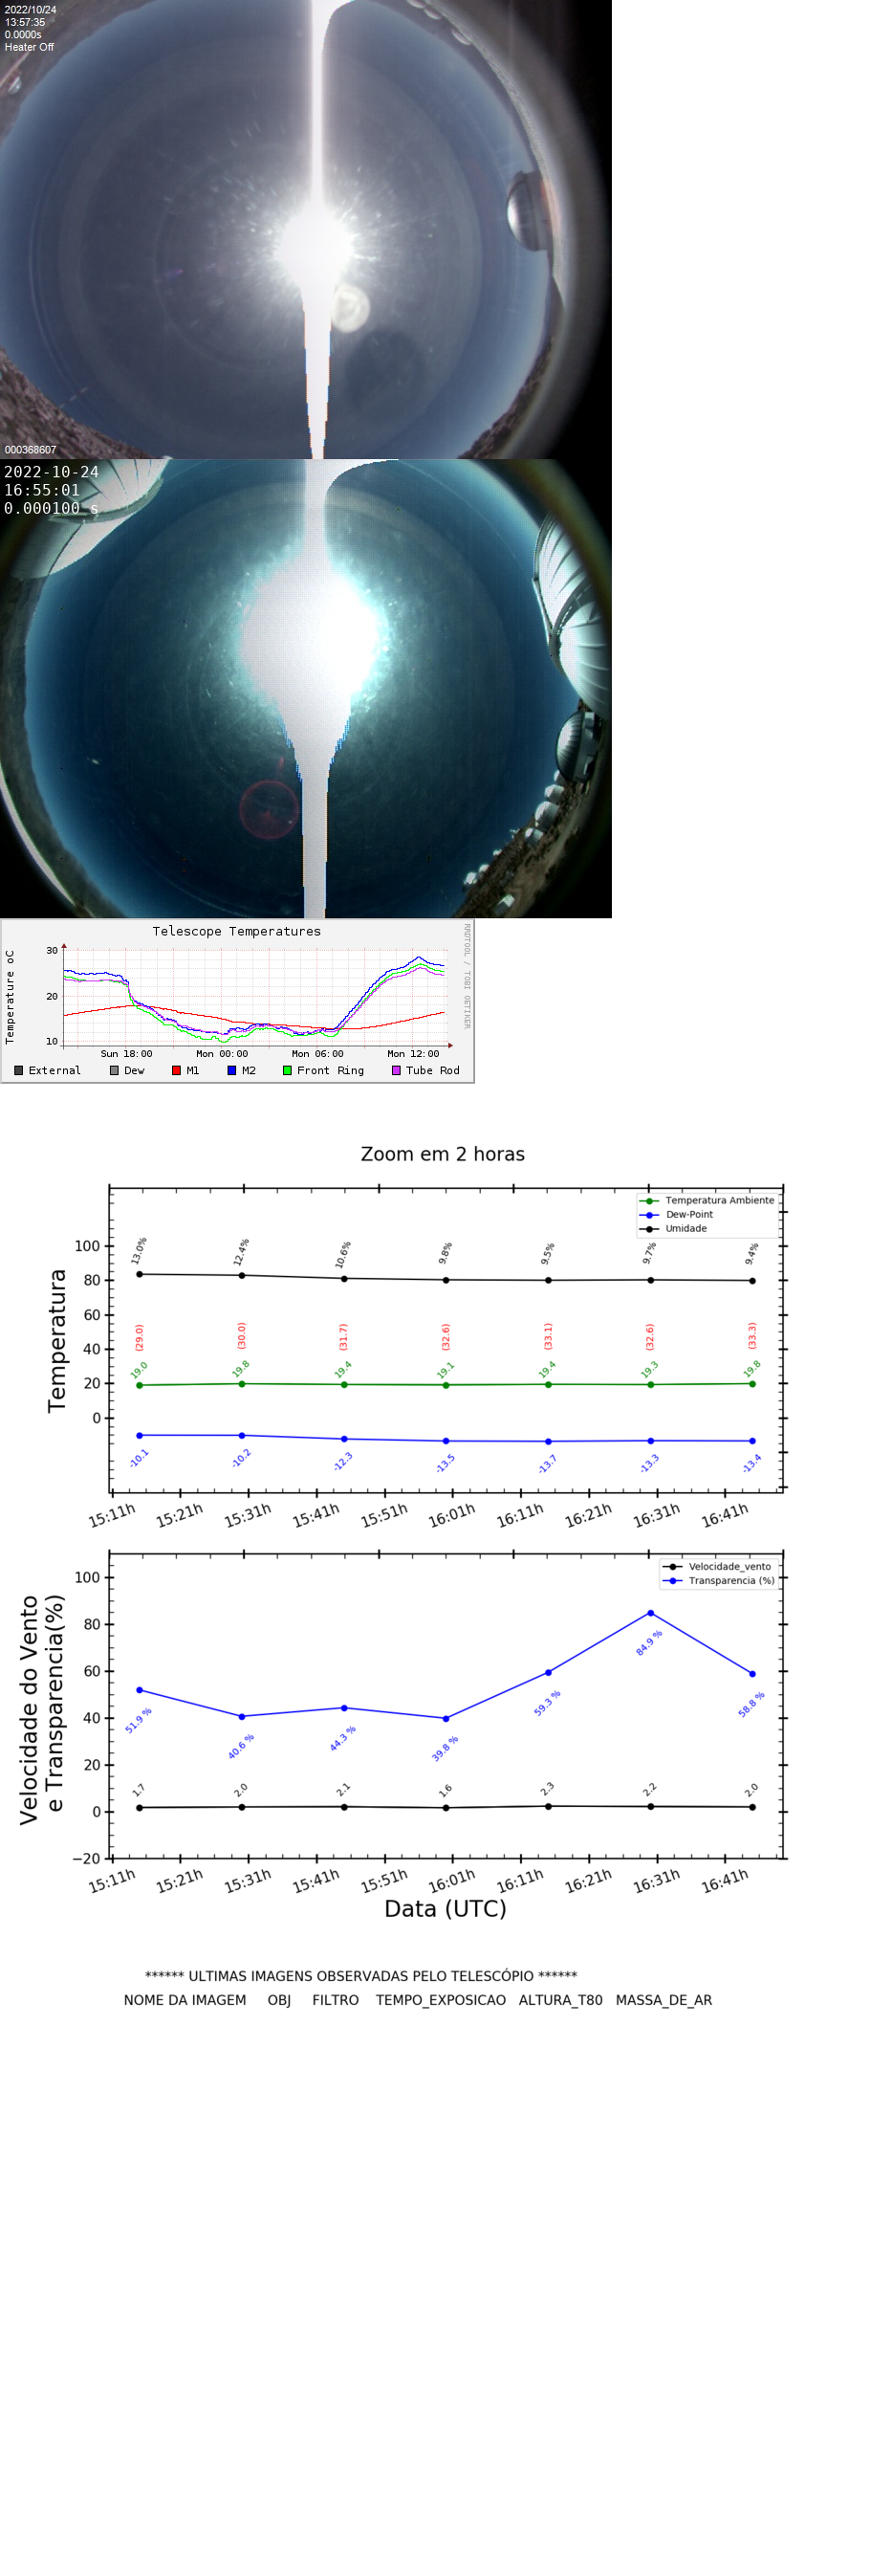 2022/10/24
13:57:35
0.0000s
Heater Off
000368607
2022-10-24
16:55:01
0.000100 s
Telescope Temperatures
RRDTOOL / TOBI OETIKER
Temperature oC
30
20
10
Sun 18:00 Mon 00:00 Mon 06:00 Mon 12:00
External Dew M1 M2 Front Ring Tube Rod
Zoom em 2 horas
Temperatura Ambiente
Dew-Point
Umidade
Temperatura
100
80
60
40
20
0
13.0% 12.4% 10.6% 9.8% 9.5% 9.7% 9.4%
(29.0) (30.0) (31.7) (32.6) (33.1) (32.6) (33.3)
19.0 19.8 19.4 19.1 19.4 19.3 19.8
-10.1 -10.2 -12.3 -13.5 -13.7 -13.3 -13.4
15:11h 15:21h 15:31h 15:41h 15:51h 16:01h 16:11h 16:21h 16:31h 16:41h
Velocidade_vento
Transparencia (%)
Velocidade do Vento
e Transparencia(%)
100
80
60
40
20
0
−20
51.9 % 40.6 % 44.3 % 39.8 % 59.3 % 84.9 % 58.8 %
1.7 2.0 2.1 1.6 2.3 2.2 2.0
15:11h 15:21h 15:31h 15:41h 15:51h 16:01h 16:11h 16:21h 16:31h 16:41h
Data (UTC)
****** ULTIMAS IMAGENS OBSERVADAS PELO TELESCÓPIO ******
NOME DA IMAGEM OBJ FILTRO TEMPO_EXPOSICAO ALTURA_T80 MASSA_DE_AR